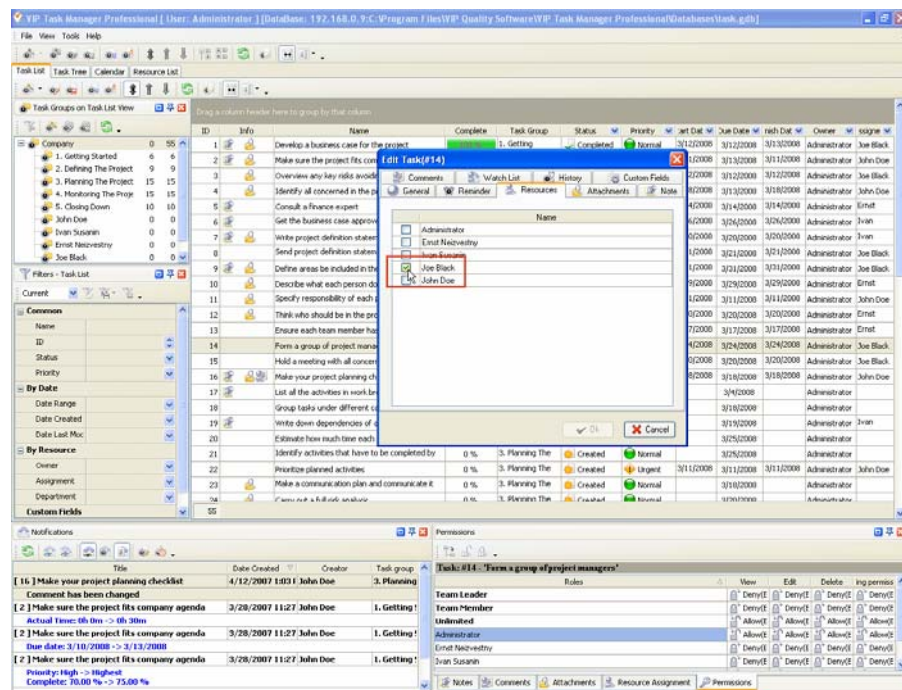 VIP Task Manager Professional [ User: Administrator ] [DataBase: 192.168.0.9:C:\Program Files\VIP Quality Software\VIP Task Manager Professional\Databases\task.gdb]
File View Tools Help
Task List Task Tree Calendar Resource List
Task Groups on Task List View
Drag a column header here to group by that column
Company 0 55
1. Getting Started 6 6
2. Defining The Project 9 9
3. Planning The Project 15 15
4. Monitoring The Proje 15 15
5. Closing Down 10 10
John Doe 0 0
Ivan Susanin 0 0
Ernst Neizvestny 0 0
Joe Black 0 0
Filters - Task List
Current
Common
Name
ID
Status
Priority
By Date
Date Range
Date Created
Date Last Moc
By Resource
Owner
Assignment
Department
Custom Fields
ID Info Name Complete Task Group Status Priority art Dat Due Date nish Dat Owner ssigne
1 Develop a business case for the project 1. Getting Completed Normal 3/12/2008 3/12/2008 3/13/2008 Administrator Joe Black
2 Make sure the project fits com 3/13/2008 3/11/2008 Administrator John Doe
3 Overview any key risks avoide 3/12/2008 3/12/2008 Administrator Joe Black
4 Identify all concerned in the p 3/13/2008 3/18/2008 Administrator John Doe
5 Consult a finance expert 3/14/2008 3/14/2008 Administrator Ernst
6 Get the business case approve 3/26/2008 3/26/2008 Administrator Ivan
7 Write project definition statem 3/20/2008 3/20/2008 Administrator Ivan
8 Send project definition statem 3/21/2008 3/21/2008 Administrator Joe Black
9 Define areas be included in the 3/31/2008 3/31/2008 Administrator Joe Black
10 Describe what each person do 3/29/2008 3/29/2008 Administrator Ernst
11 Specify responsibility of each p 3/11/2008 3/11/2008 Administrator John Doe
12 Think who should be in the pro 3/20/2008 3/20/2008 Administrator Ernst
13 Ensure each team member has 3/17/2008 3/17/2008 Administrator Ernst
14 Form a group of project mana 3/24/2008 3/24/2008 Administrator Joe Black
15 Hold a meeting with all concern 3/20/2008 3/20/2008 Administrator Joe Black
16 Make your project planning ch 3/18/2008 3/18/2008 Administrator John Doe
17 List all the activities in work br 3/4/2008 Administrator
18 Group tasks under different ca 3/18/2008 Administrator
19 Write down dependencies of a 3/19/2008 Administrator Ivan
20 Estimate how much time each 3/25/2008 Administrator
21 Identify activities that have to be completed by 0 % 3. Planning The Created Normal 3/25/2008 Administrator
22 Prioritize planned activities 0 % 3. Planning The Created Urgent 3/11/2008 3/11/2008 3/11/2008 Administrator John Doe
23 Make a communication plan and communicate it 0 % 3. Planning The Created Normal 3/18/2008 Administrator
24 Carry out a full risk analysis 0 % 3. Planning The Created Normal 3/20/2008 Administrator
55
Edit Task(#14)
Comments Watch List History Custom Fields
General Reminder Resources Attachments Note
Name
Administrator
Ernst Neizvestny
Ivan Susanin
Joe Black
John Doe
Ok Cancel
Notifications
Title Date Created Creator Task group
[ 16 ] Make your project planning checklist 4/12/2007 1:03 John Doe 3. Planning
Comment has been changed
[ 2 ] Make sure the project fits company agenda 3/28/2007 11:27 John Doe 1. Getting
Actual Time: 0h 0m -> 0h 30m
[ 2 ] Make sure the project fits company agenda 3/28/2007 11:27 John Doe 1. Getting
Due date: 3/10/2008 -> 3/13/2008
[ 2 ] Make sure the project fits company agenda 3/28/2007 11:27 John Doe 1. Getting
Priority: High -> Highest
Complete: 70.00 % -> 75.00 %
Permissions
Task: #14 - 'Form a group of project managers'
Roles View Edit Delete ing permiss
Team Leader Deny(E Deny(E Deny(E Deny(E
Team Member Deny(E Deny(E Deny(E Deny(E
Unlimited Allow(E Allow(E Allow(E Allow(E
Administrator Allow(E Allow(E Allow(E Allow(E
Ernst Neizvestny Deny(E Deny(E Deny(E Deny(E
Ivan Susanin Deny(E Deny(E Deny(E Deny(E
Notes Comments Attachments Resource Assignment Permissions